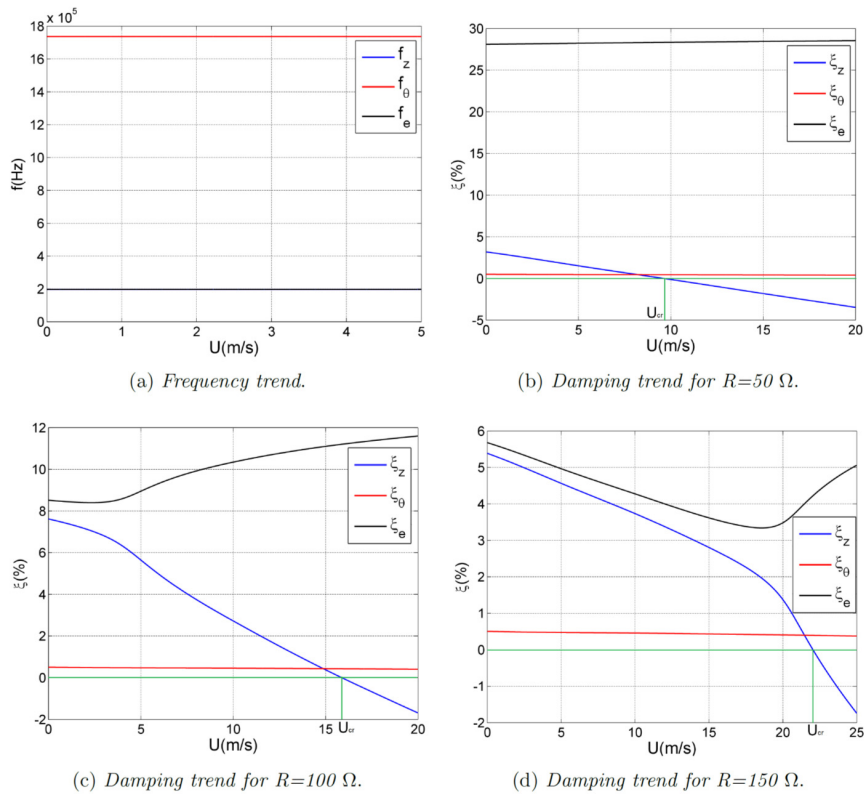 x 10⁵
18
16
14
12
10
8
6
4
2
0
f(Hz)
f_z
f_θ
f_e
0 1 2 3 4 5
U(m/s)
(a) Frequency trend.
30
25
20
15
10
5
0
-5
ξ(%)
ξ_z
ξ_θ
ξ_e
U_cr
0 5 10 15 20
U(m/s)
(b) Damping trend for R=50 Ω.
12
10
8
6
4
2
0
-2
ξ(%)
ξ_z
ξ_θ
ξ_e
0 5 10 15 U_cr 20
U(m/s)
(c) Damping trend for R=100 Ω.
6
5
4
3
2
1
0
-1
-2
ξ(%)
ξ_z
ξ_θ
ξ_e
0 5 10 15 20 U_cr 25
U(m/s)
(d) Damping trend for R=150 Ω.